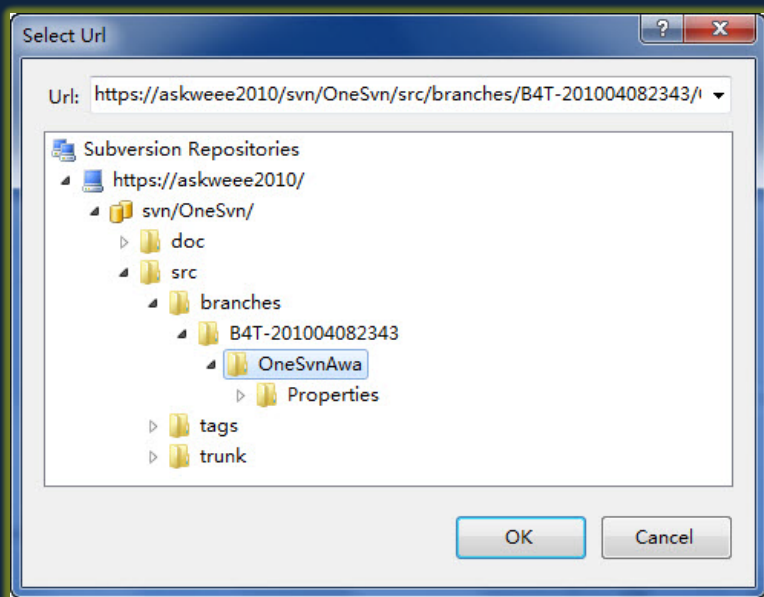 Select Url
Url: https://askweee2010/svn/OneSvn/src/branches/B4T-201004082343/
Subversion Repositories
https://askweee2010/
svn/OneSvn/
doc
src
branches
B4T-201004082343
OneSvnAwa
Properties
tags
trunk
OK Cancel